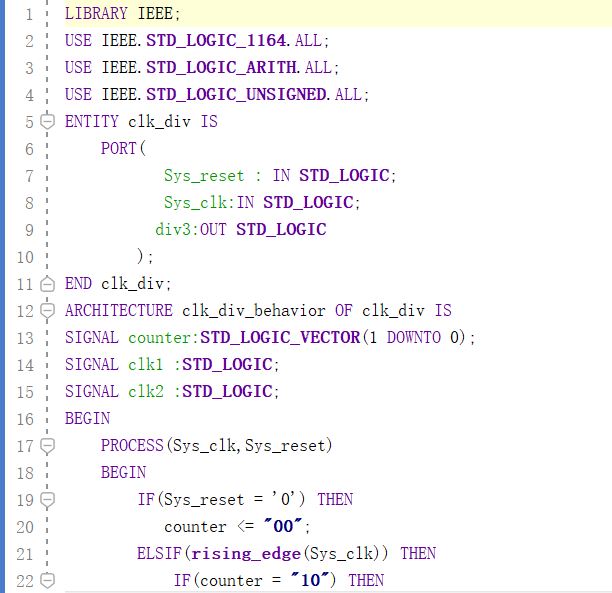 1 LIBRARY IEEE;
2 USE IEEE.STD_LOGIC_1164.ALL;
3 USE IEEE.STD_LOGIC_ARITH.ALL;
4 USE IEEE.STD_LOGIC_UNSIGNED.ALL;
5 ENTITY clk_div IS
6 PORT(
7 Sys_reset : IN STD_LOGIC;
8 Sys_clk:IN STD_LOGIC;
9 div3:OUT STD_LOGIC
10 );
11 END clk_div;
12 ARCHITECTURE clk_div_behavior OF clk_div IS
13 SIGNAL counter:STD_LOGIC_VECTOR(1 DOWNTO 0);
14 SIGNAL clk1 :STD_LOGIC;
15 SIGNAL clk2 :STD_LOGIC;
16 BEGIN
17 PROCESS(Sys_clk,Sys_reset)
18 BEGIN
19 IF(Sys_reset = '0') THEN
20 counter <= "00";
21 ELSIF(rising_edge(Sys_clk)) THEN
22 IF(counter = "10") THEN